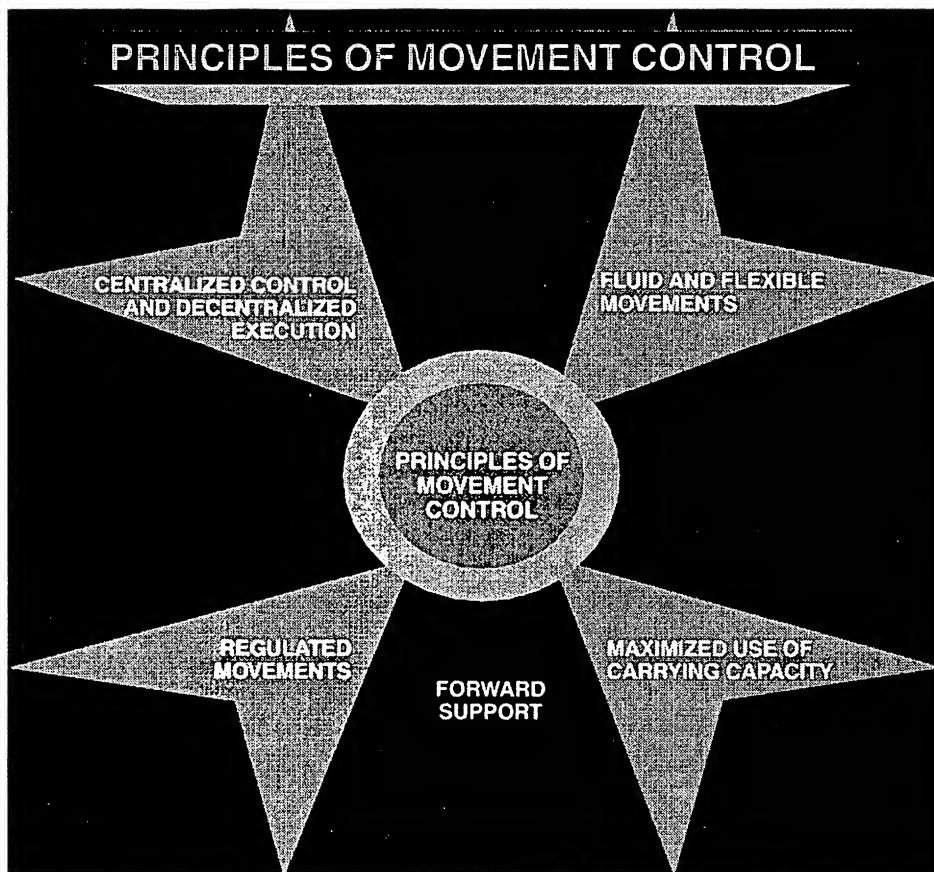 PRINCIPLES OF MOVEMENT CONTROL
CENTRALIZED CONTROL
AND DECENTRALIZED
EXECUTION
FLUID AND FLEXIBLE
MOVEMENTS
PRINCIPLES OF
MOVEMENT
CONTROL
REGULATED
MOVEMENTS
FORWARD
SUPPORT
MAXIMIZED USE OF
CARRYING CAPACITY